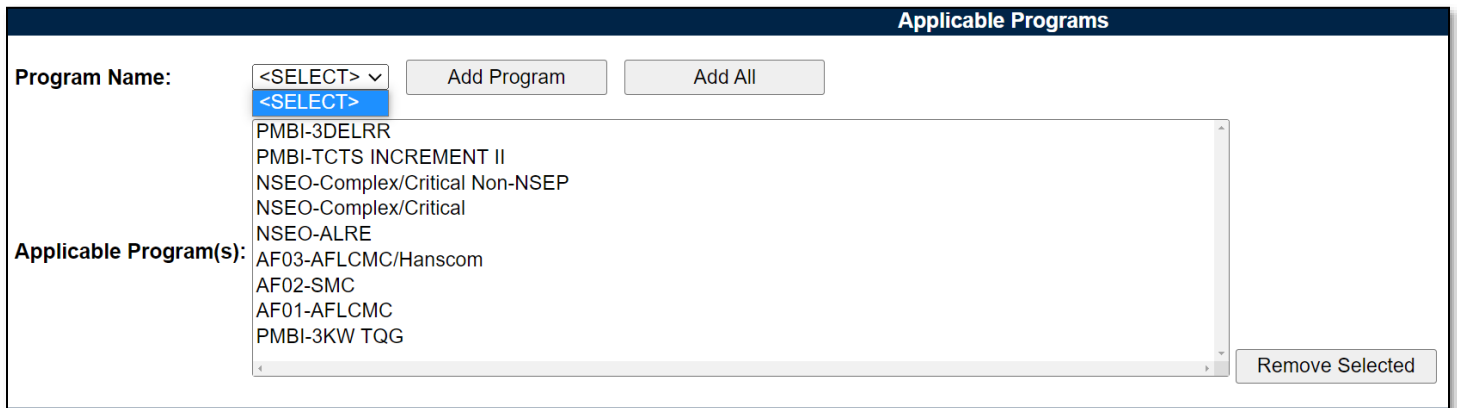 Applicable Programs
Program Name: <SELECT> Add Program Add All
<SELECT>
PMBI-3DELRR
PMBI-TCTS INCREMENT II
NSEO-Complex/Critical Non-NSEP
NSEO-Complex/Critical
NSEO-ALRE
Applicable Program(s):
AF03-AFLCMC/Hanscom
AF02-SMC
AF01-AFLCMC
PMBI-3KW TQG
Remove Selected